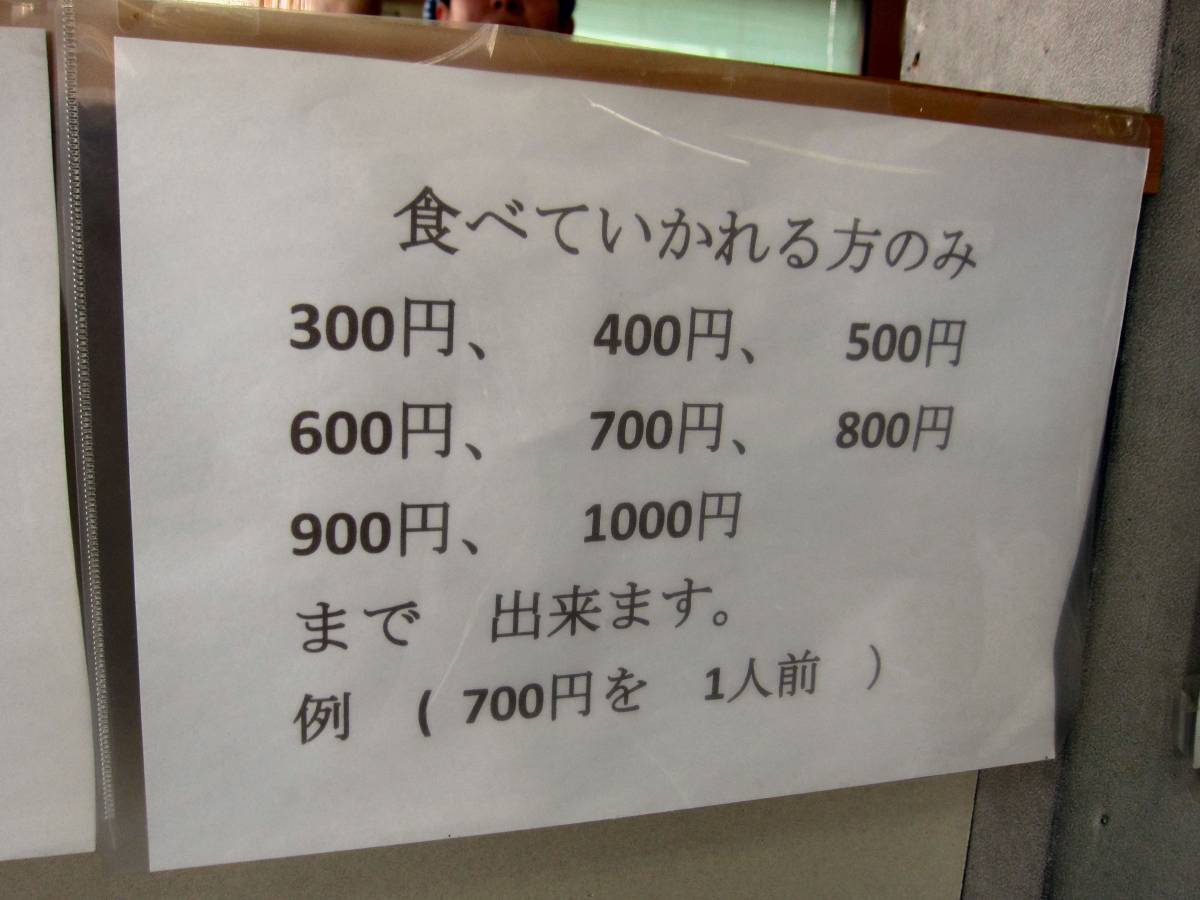 食べていかれる方のみ
300円、 400円、 500円
600円、 700円、 800円
900円、 1000円
まで 出来ます。
例 ( 700円を 1人前 )